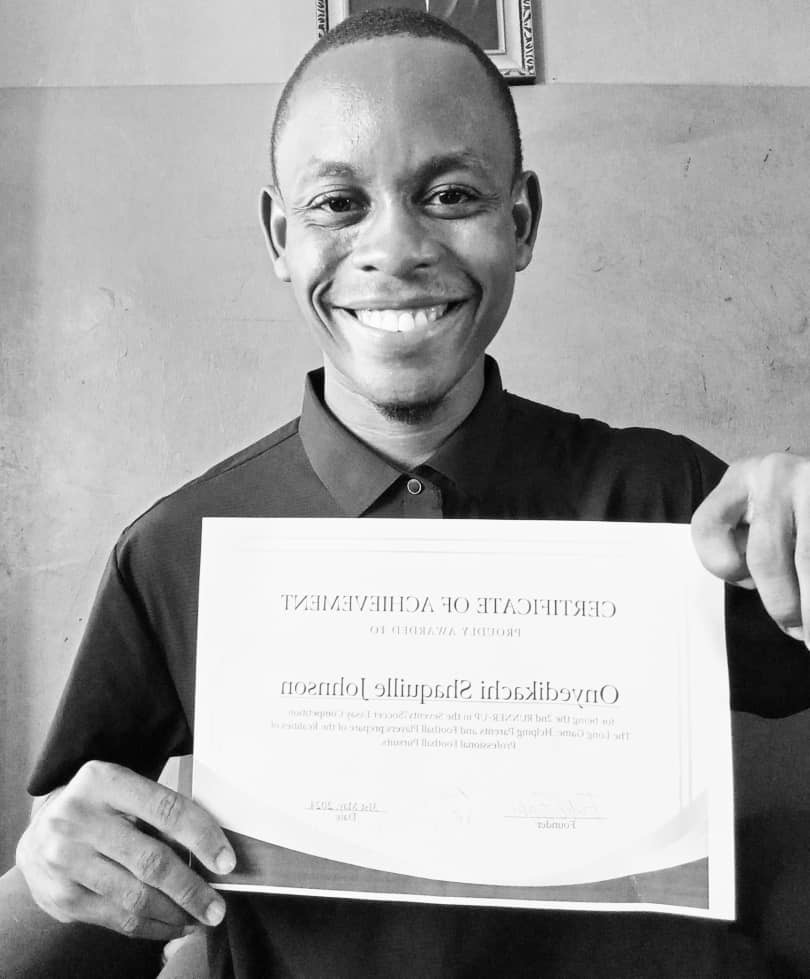 CERTIFICATE OF ACHIEVEMENT
PROUDLY AWARDED TO
Onyedikachi Shaquille Johnson
for being the 2nd RUNNER-UP in the Seventy/Soccer Essay Competition
The Long Game: Helping Parents and Football Players prepare of the Realities of
Professional Football Pursuits.
31st May, 2024
Founder
Date